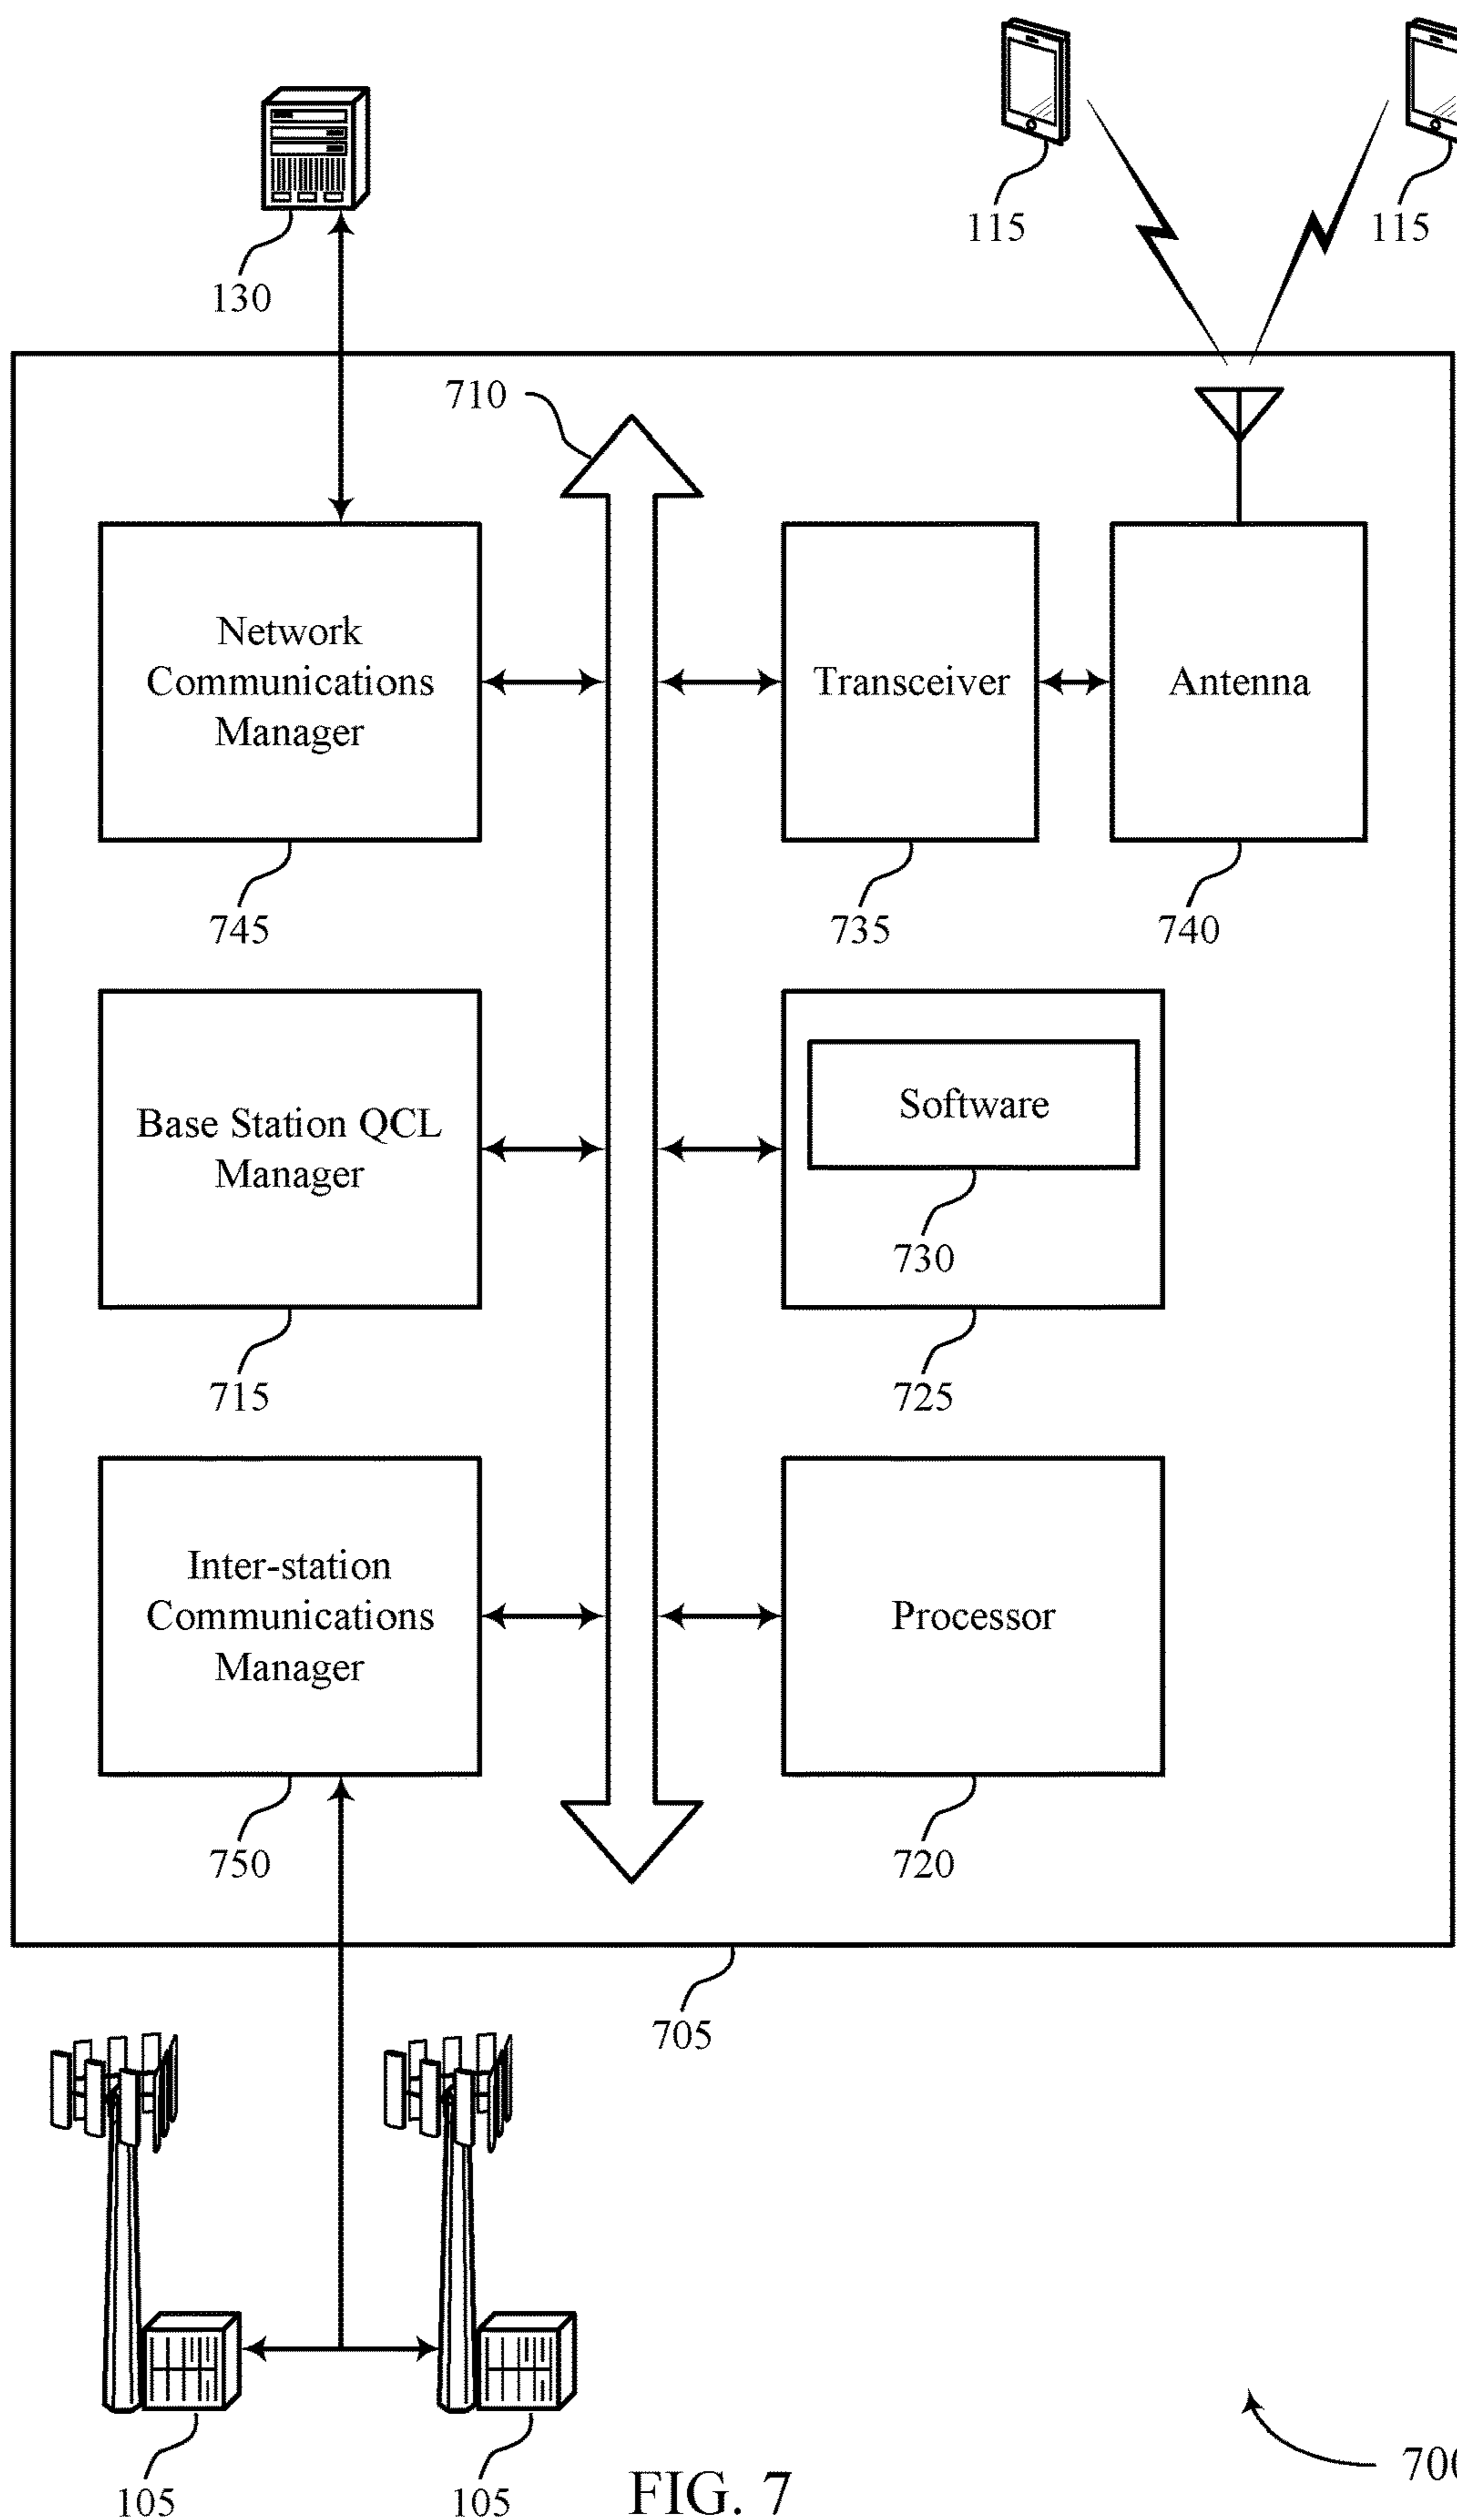 115
115
130
710
Network
Communications
Manager
Transceiver
Antenna
745
735
740
Base Station QCL
Manager
Software
730
715
725
Inter-station
Communications
Manager
Processor
750
720
705
105
105
FIG. 7
700